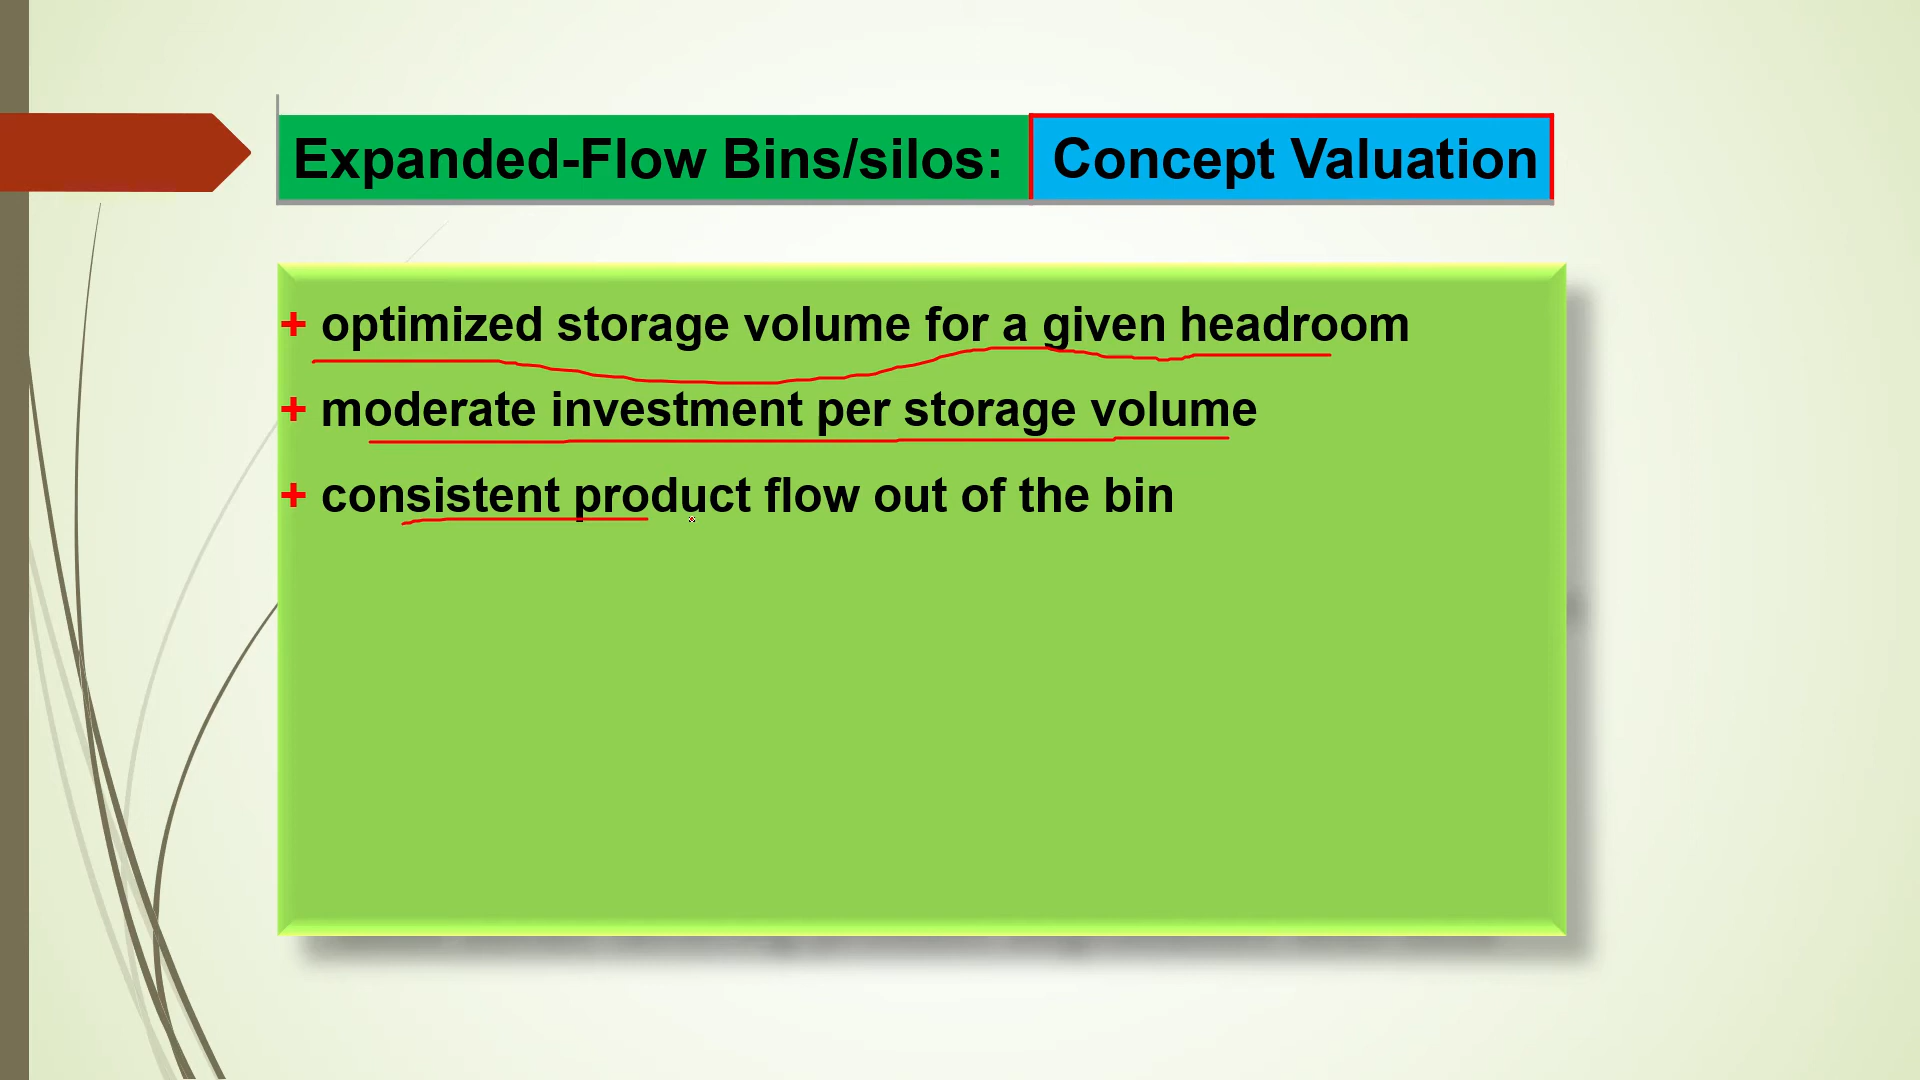 Expanded-Flow Bins/silos: Concept Valuation
+ optimized storage volume for a given headroom
+ moderate investment per storage volume
+ consistent product flow out of the bin